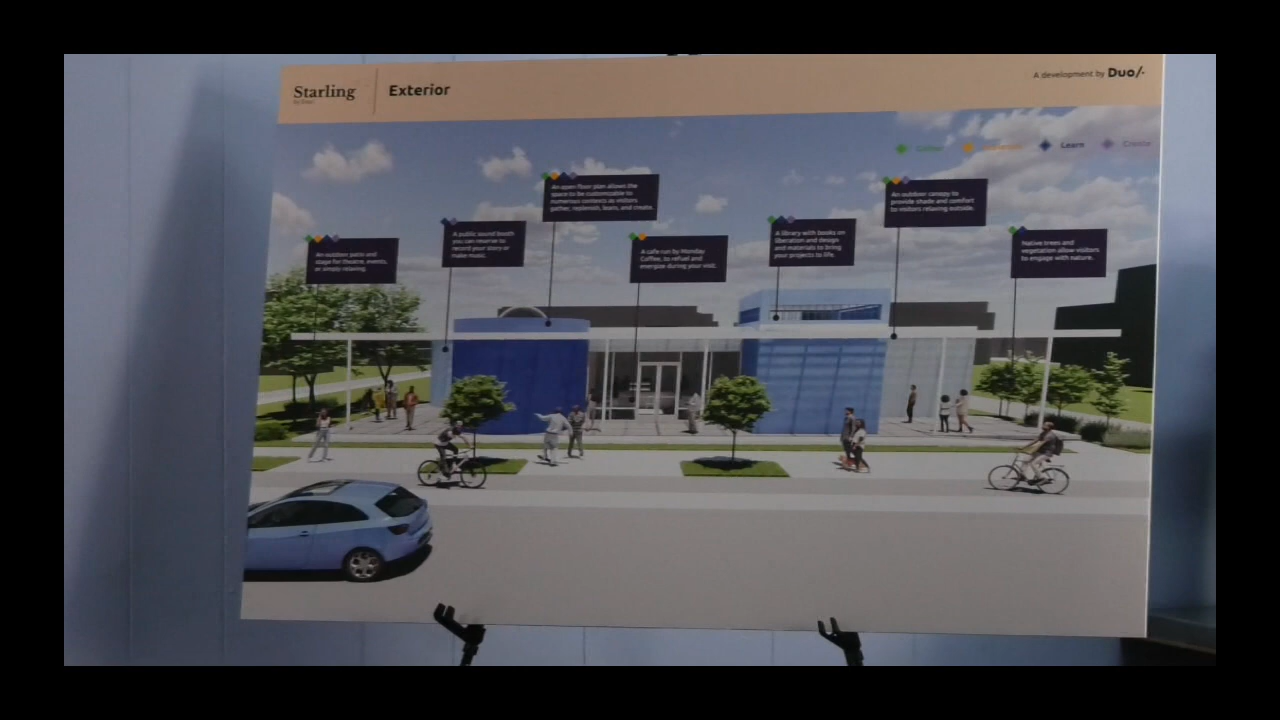 Starling
by Duo/
Exterior
A development by Duo/
Gather
Learn
Create
An open floor plan allows the
space to be customizable to
numerous contexts as visitors
gather, replenish, learn, and create.
An outdoor canopy to
provide shade and comfort
to visitors relaxing outside.
A public sound booth
you can reserve to
record your story or
make music.
A library with books on
liberation and design
and materials to bring
your projects to life.
An outdoor patio and
stage for theatre, events,
or simply relaxing.
A cafe run by Monday
Coffee, to refuel and
energize during your visit.
Native trees and
vegetation allow visitors
to engage with nature.